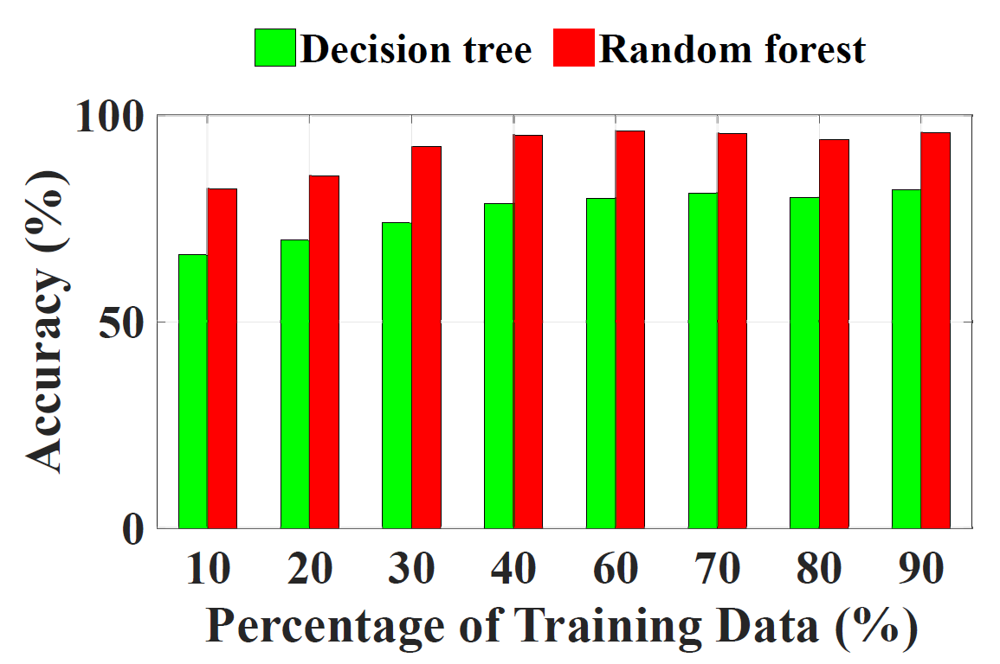 Decision tree Random forest
100
50
0
Accuracy (%)
10 20 30 40 60 70 80 90
Percentage of Training Data (%)